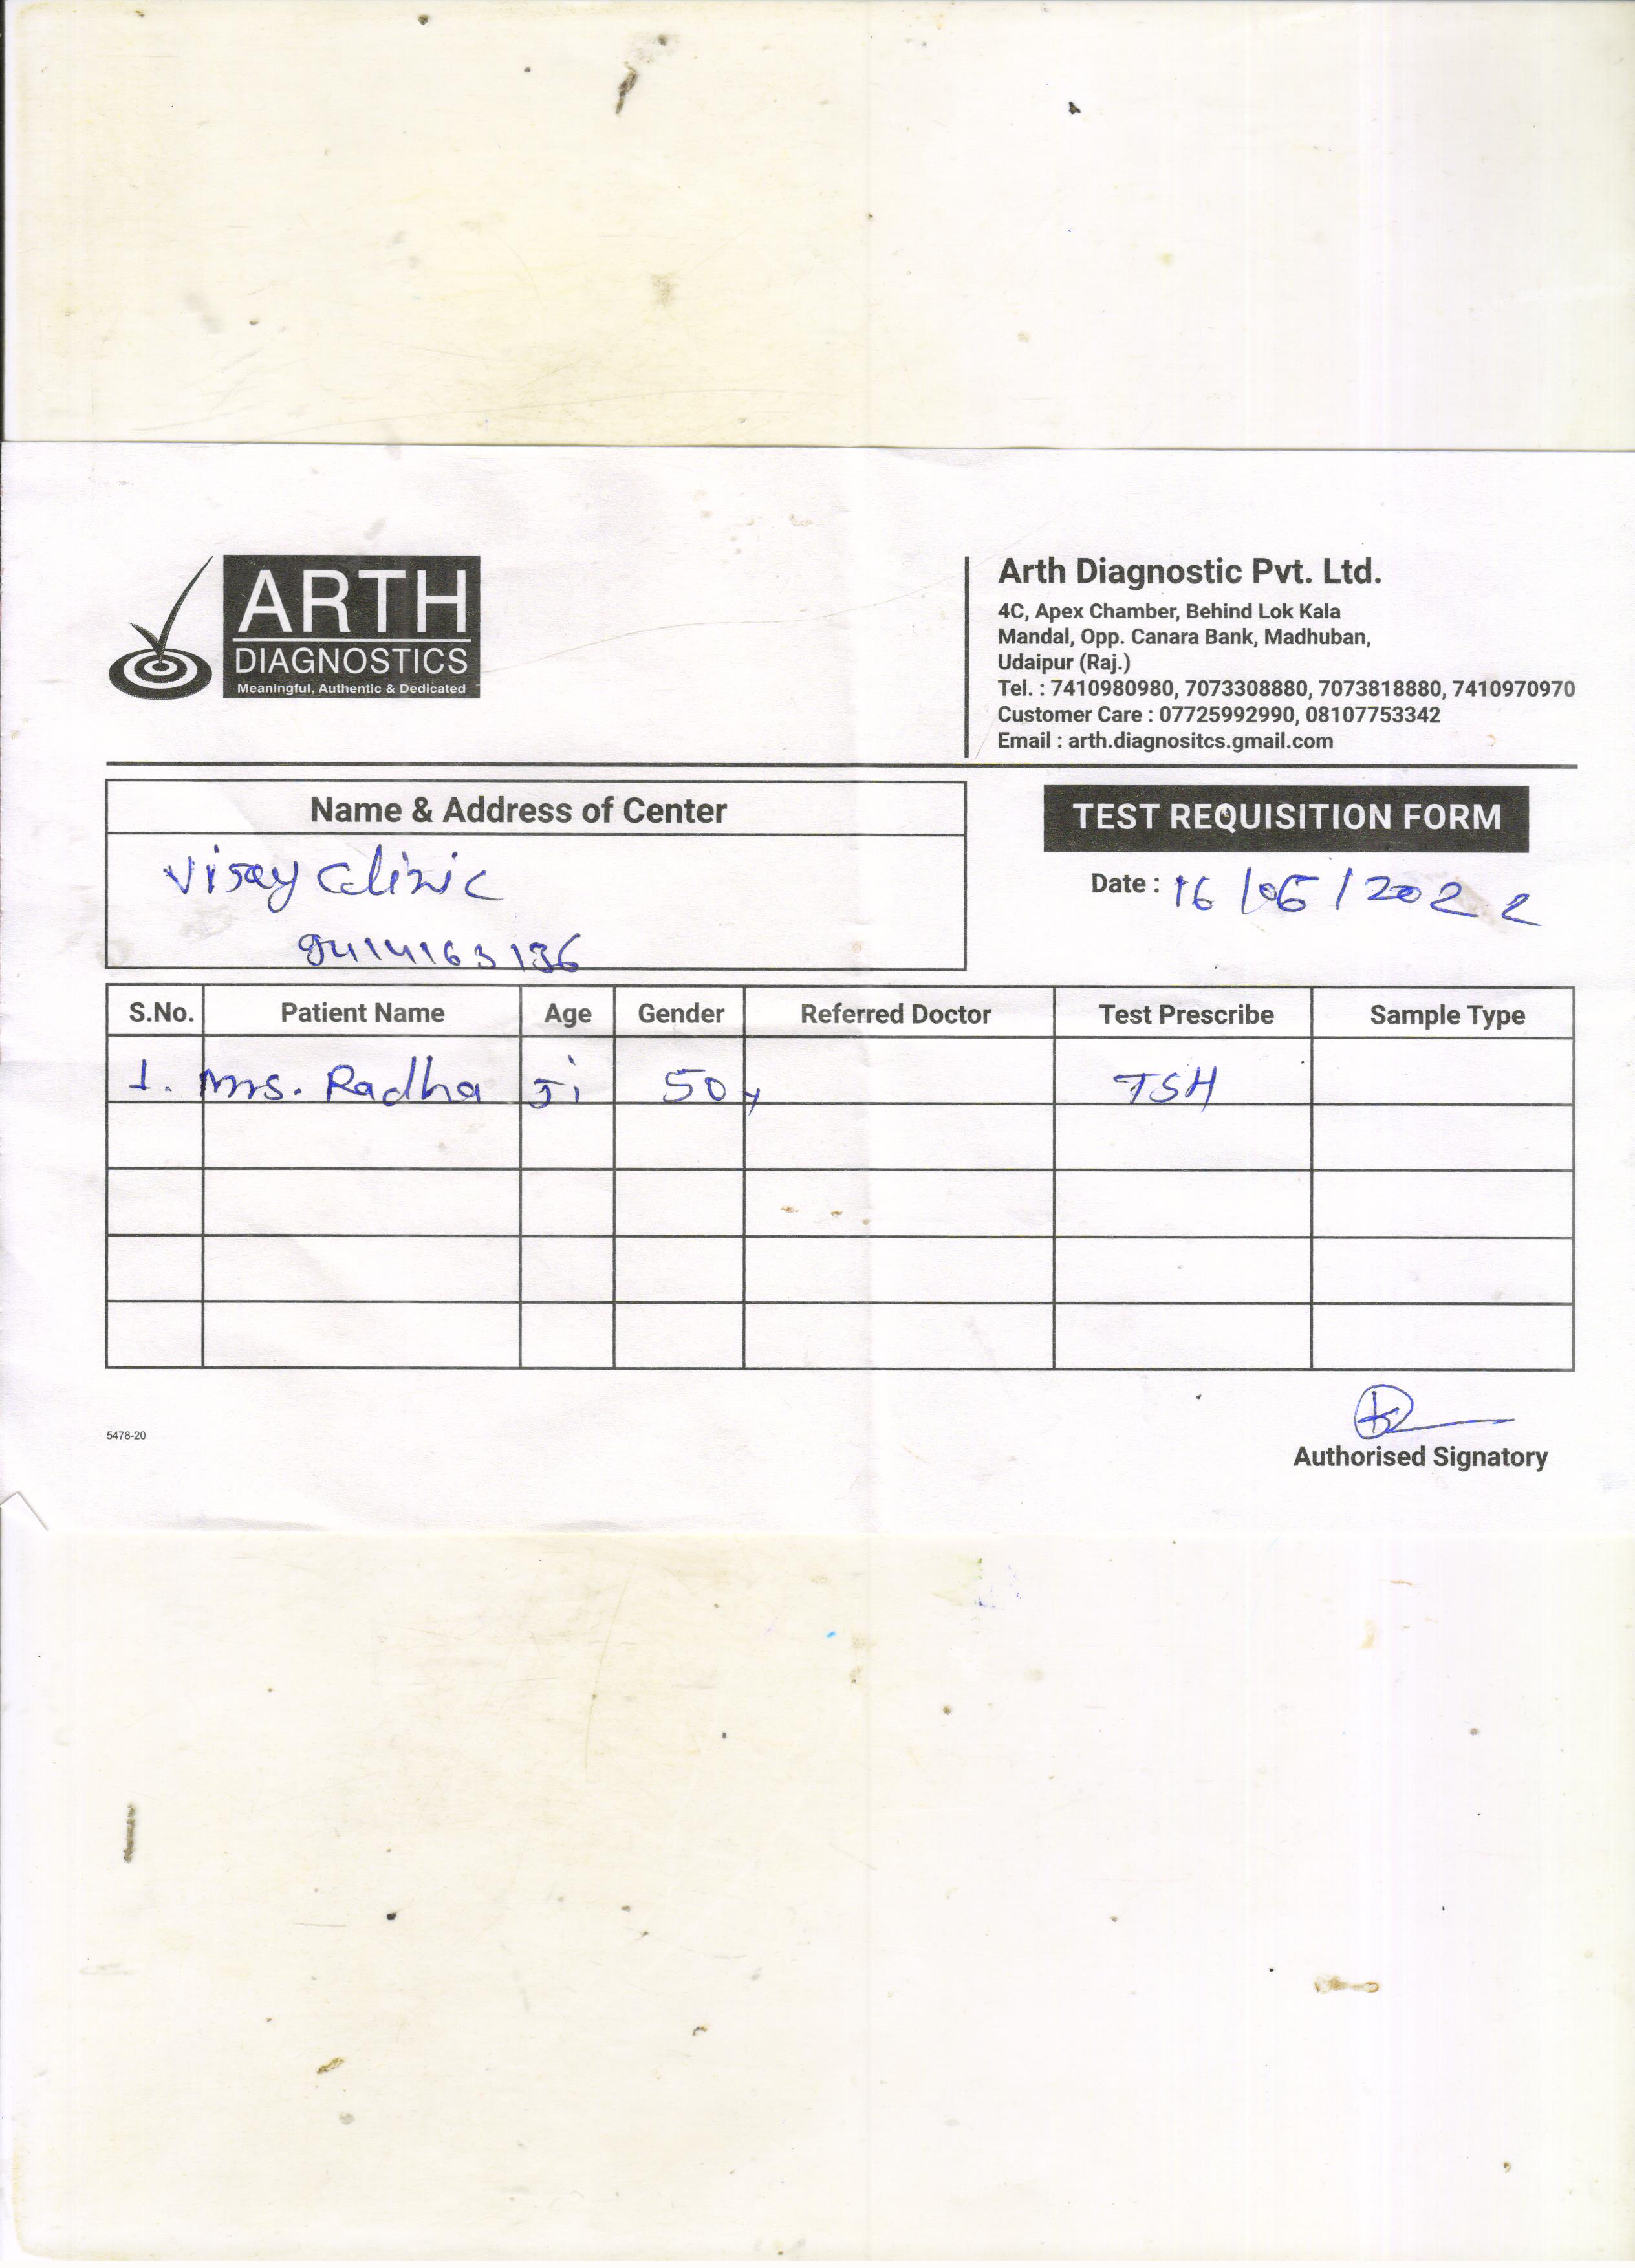 ARTH
DIAGNOSTICS
Meaningful, Authentic & Dedicated
Arth Diagnostic Pvt. Ltd.
4C, Apex Chamber, Behind Lok Kala
Mandal, Opp. Canara Bank, Madhuban,
Udaipur (Raj.)
Tel. : 7410980980, 7073308880, 7073818880, 7410970970
Customer Care : 07725992990, 08107753342
Email : arth.diagnositcs.gmail.com
Name & Address of Center
Vijay Clinic
9414163136
TEST REQUISITION FORM
Date : 16/05/2022
S.No. Patient Name Age Gender Referred Doctor Test Prescribe Sample Type
1. Mrs. Radha Ji 50y TSH
5478-20
Authorised Signatory